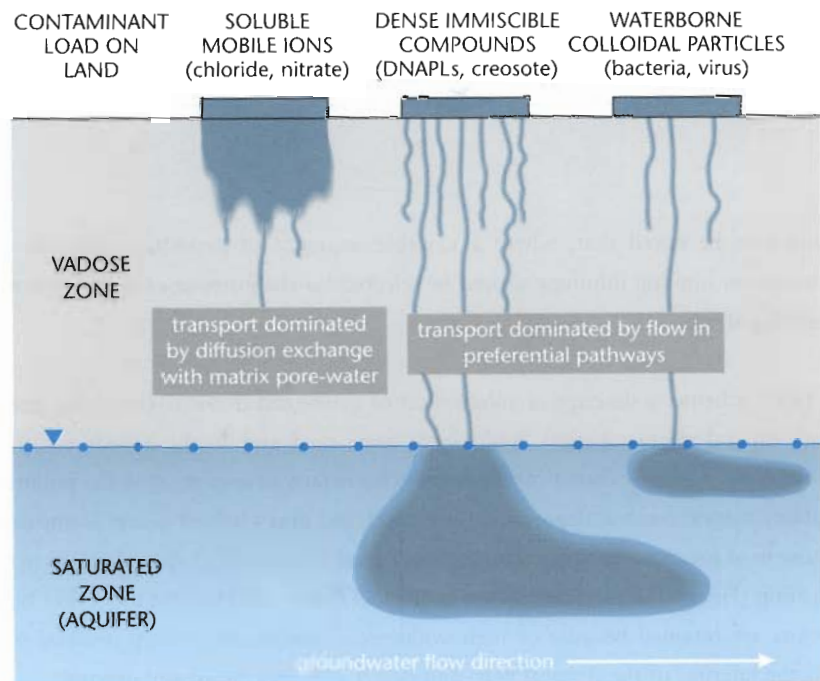 CONTAMINANT
LOAD ON
LAND
SOLUBLE
MOBILE IONS
(chloride, nitrate)
DENSE IMMISCIBLE
COMPOUNDS
(DNAPLs, creosote)
WATERBORNE
COLLOIDAL PARTICLES
(bacteria, virus)
VADOSE
ZONE
transport dominated
by diffusion exchange
with matrix pore-water
transport dominated by flow in
preferential pathways
SATURATED
ZONE
(AQUIFER)
groundwater flow direction